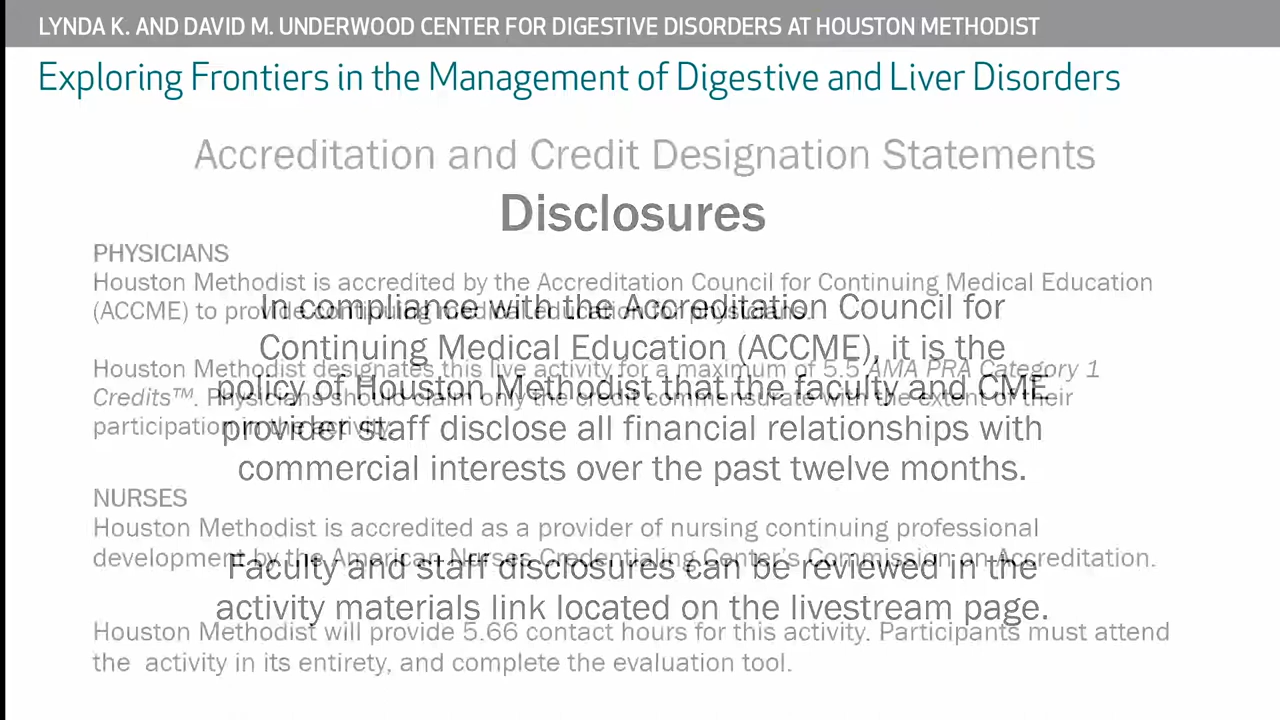 LYNDA K. AND DAVID M. UNDERWOOD CENTER FOR DIGESTIVE DISORDERS AT HOUSTON METHODIST
Exploring Frontiers in the Management of Digestive and Liver Disorders
Accreditation and Credit Designation Statements
Disclosures
PHYSICIANS
Houston Methodist is accredited by the Accreditation Council for Continuing Medical Education
(ACCME) to provide continuing medical education for physicians.
In compliance with the Accreditation Council for
Continuing Medical Education (ACCME), it is the
policy of Houston Methodist that the faculty and CME
provider staff disclose all financial relationships with
commercial interests over the past twelve months.
Houston Methodist designates this live activity for a maximum of 5.5 AMA PRA Category 1
Credits™. Physicians should claim only the credit commensurate with the extent of their
participation in the activity.
NURSES
Houston Methodist is accredited as a provider of nursing continuing professional
development by the American Nurses Credentialing Center's Commission on Accreditation.
Faculty and staff disclosures can be reviewed in the
activity materials link located on the livestream page.
Houston Methodist will provide 5.66 contact hours for this activity. Participants must attend
the activity in its entirety, and complete the evaluation tool.